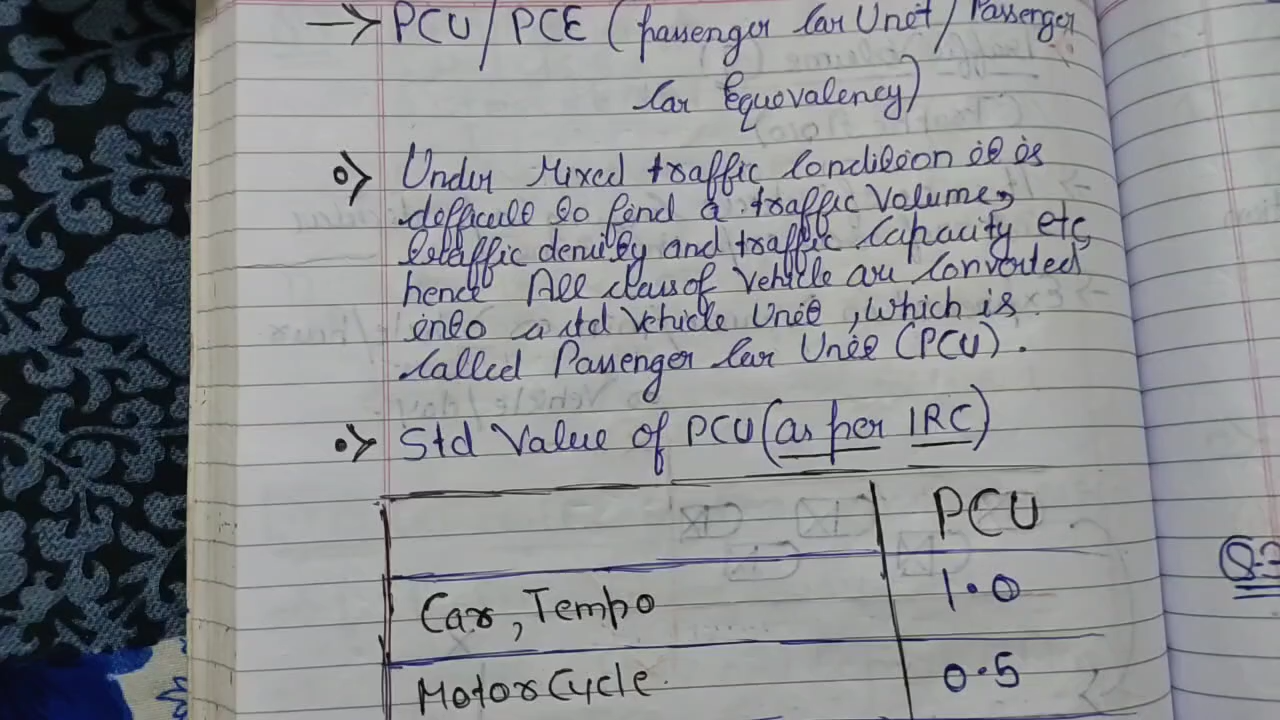 → PCU/PCE (passenger Car Unit/Passenger
Car Equevalency)
Under Mixed traffic Condition it is
difficult to find a traffic Volume,
traffic density and traffic Capacity etc,
hence All class of Vehicle are Converted
into a std Vehicle Unit, Which is
Called Passenger Car Unit (PCU).
Std Value of PCU (as per IRC)
PCU
Car, Tempo 1.0
MotorCycle. 0.5
Q.